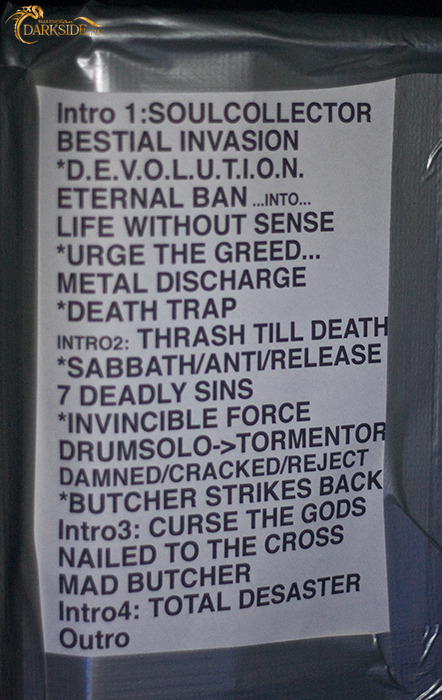 DARKSIDE
Intro 1:SOULCOLLECTOR
BESTIAL INVASION
*D.E.V.O.L.U.T.I.O.N.
ETERNAL BAN ...INTO...
LIFE WITHOUT SENSE
*URGE THE GREED...
METAL DISCHARGE
*DEATH TRAP
INTRO2: THRASH TILL DEATH
*SABBATH/ANTI/RELEASE
7 DEADLY SINS
*INVINCIBLE FORCE
DRUMSOLO->TORMENTOR
DAMNED/CRACKED/REJECT
*BUTCHER STRIKES BACK
Intro3: CURSE THE GODS
NAILED TO THE CROSS
MAD BUTCHER
Intro4: TOTAL DESASTER
Outro